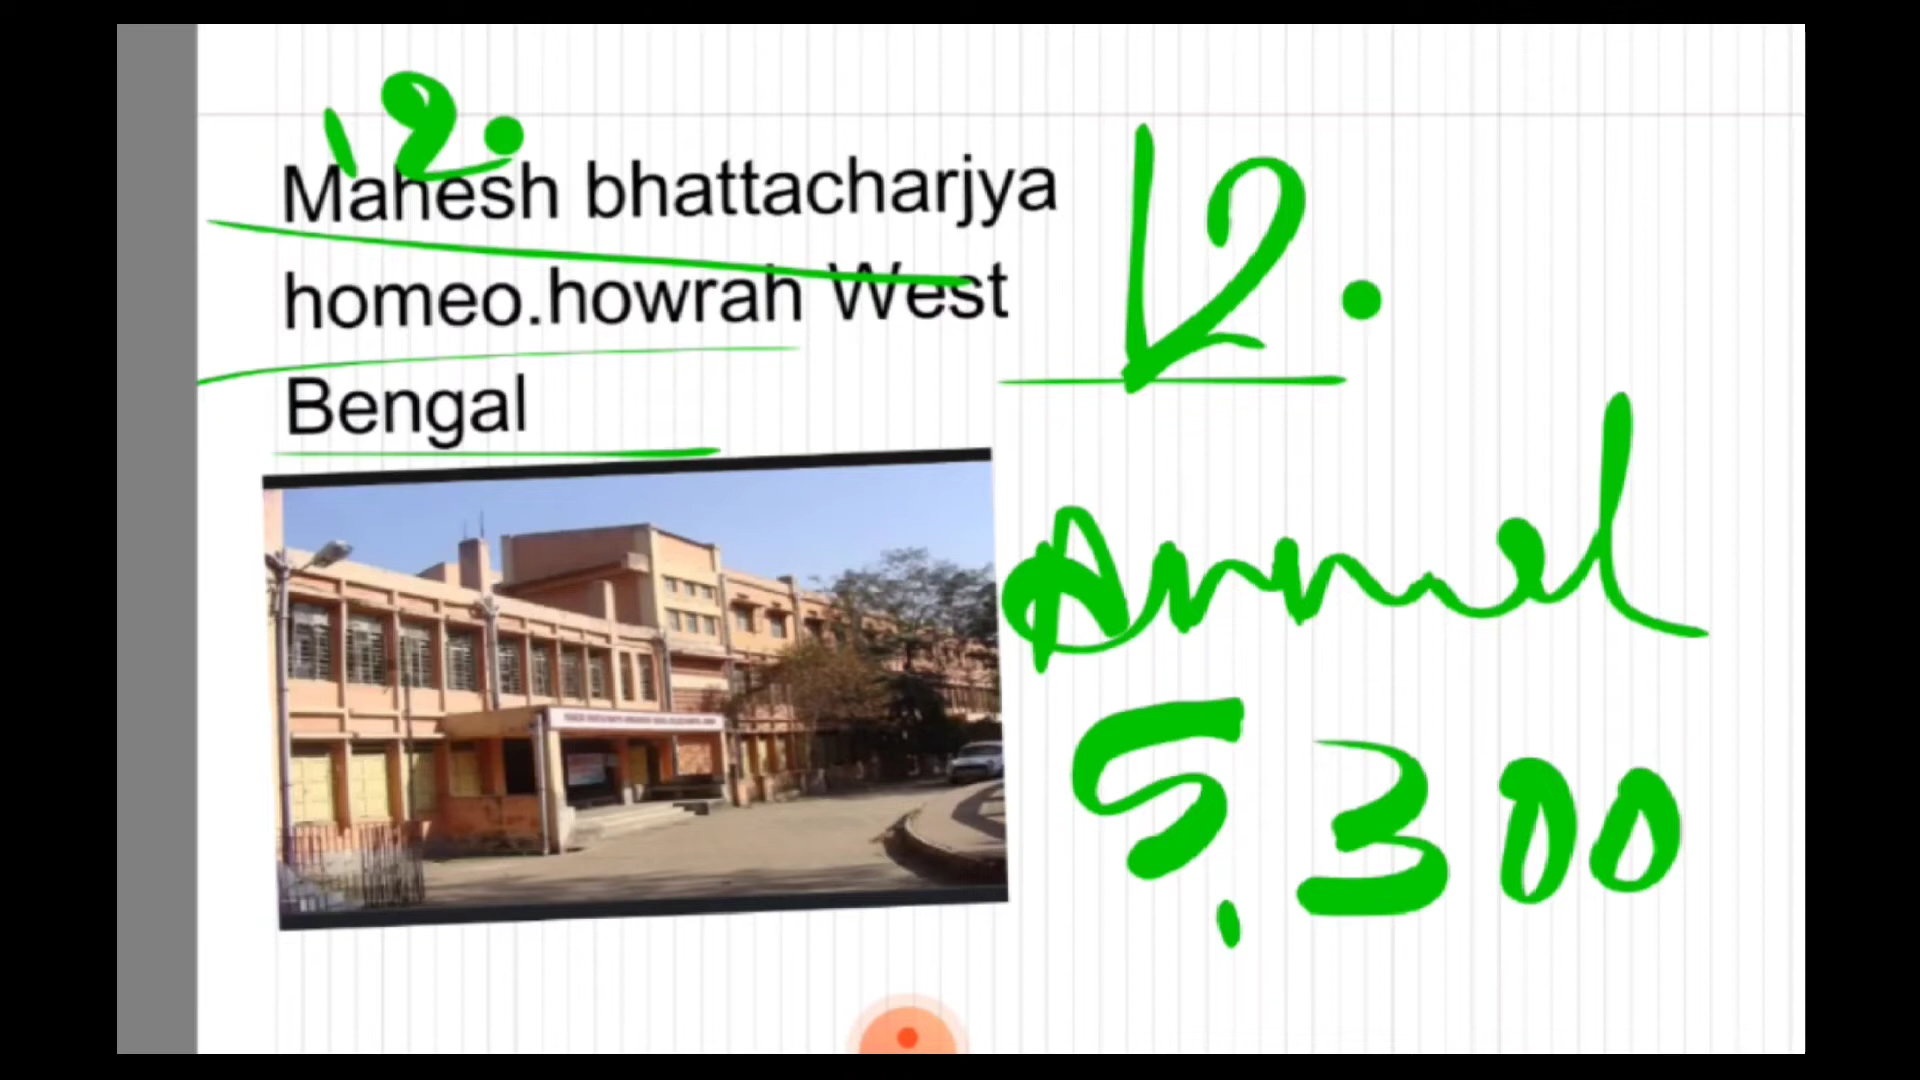 12.
Mahesh bhattacharjya
homeo.howrah West
Bengal
12.
Annual
5,300